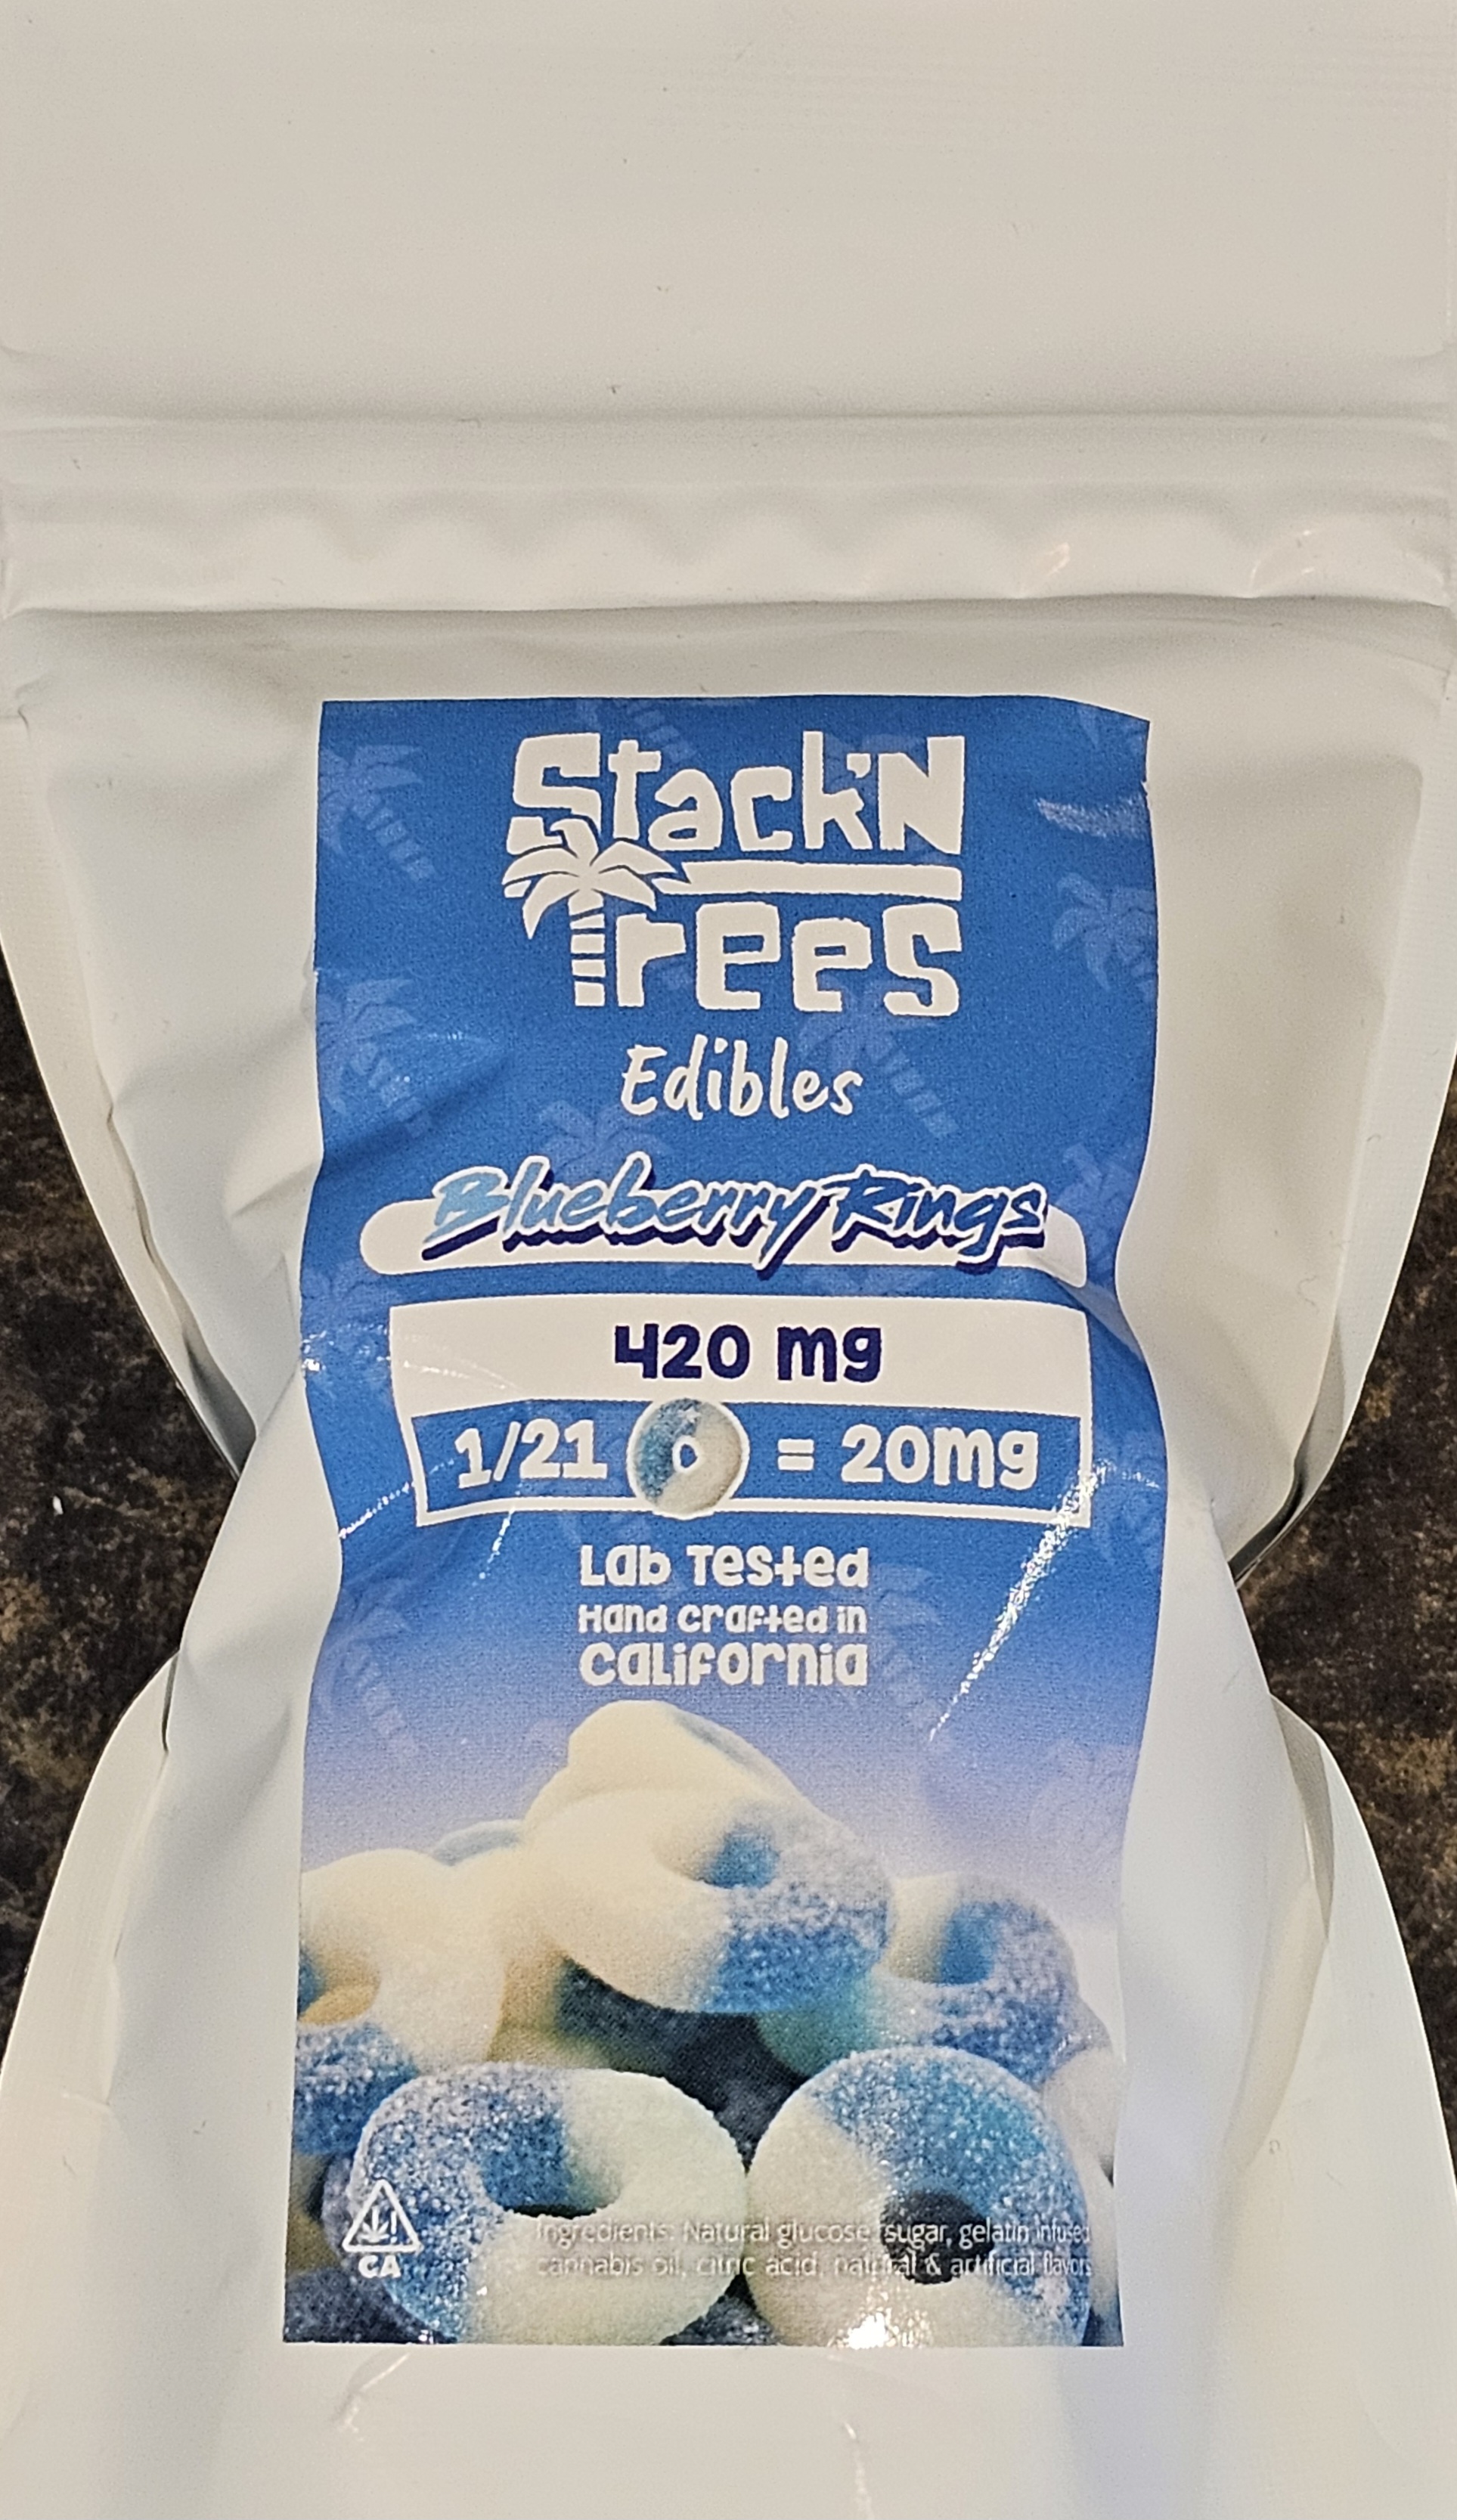 Stack'N
Trees
Edibles
Blueberry Rings
420 mg
1/21 = 20mg
Lab Tested
Hand Crafted in
California
Ingredients: Natural glucose, sugar, gelatin, infused
cannabis oil, citric acid, natural & artificial flavors
CA